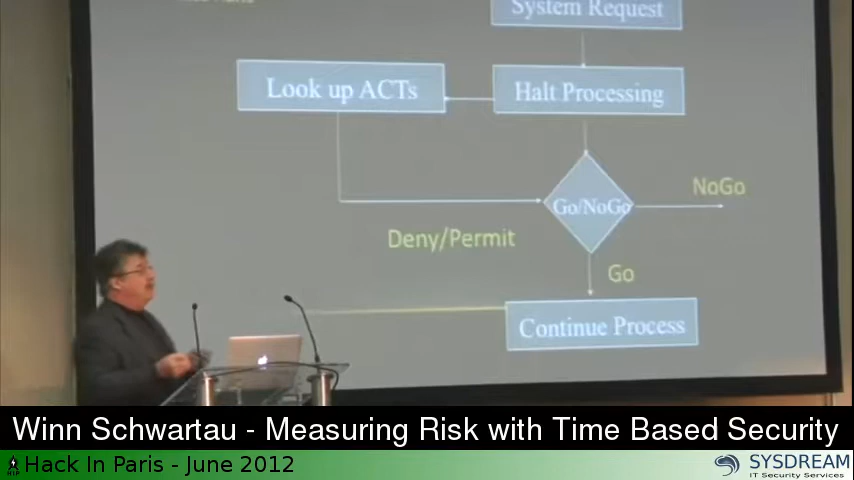 System Request
Look up ACTs
Halt Processing
NoGo
Go/NoGo
Deny/Permit
Go
Continue Process
Winn Schwartau - Measuring Risk with Time Based Security
Hack In Paris - June 2012
SYSDREAM
IT Security Services